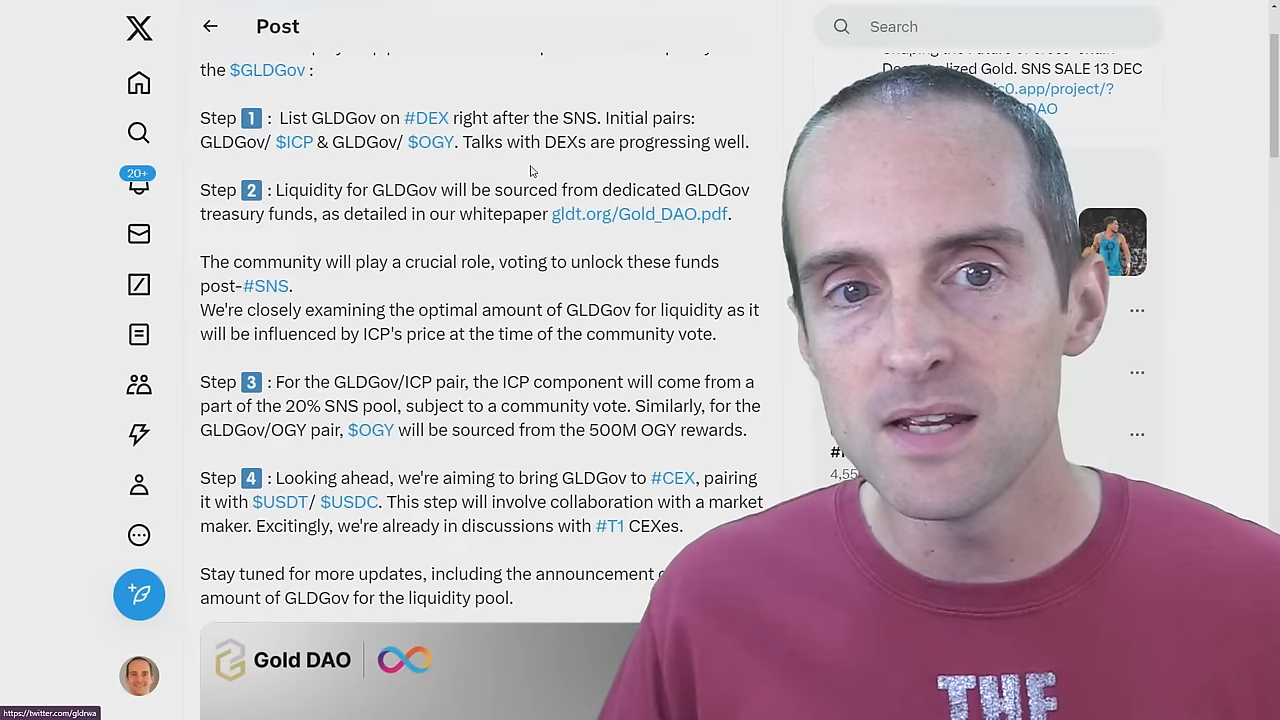 Post
Search
the $GLDGov :
Step 1 : List GLDGov on #DEX right after the SNS. Initial pairs:
GLDGov/ $ICP & GLDGov/ $OGY. Talks with DEXs are progressing well.
Step 2 : Liquidity for GLDGov will be sourced from dedicated GLDGov
treasury funds, as detailed in our whitepaper gldt.org/Gold_DAO.pdf.
The community will play a crucial role, voting to unlock these funds
post-#SNS.
We're closely examining the optimal amount of GLDGov for liquidity as it
will be influenced by ICP's price at the time of the community vote.
Step 3 : For the GLDGov/ICP pair, the ICP component will come from a
part of the 20% SNS pool, subject to a community vote. Similarly, for the
GLDGov/OGY pair, $OGY will be sourced from the 500M OGY rewards.
Step 4 : Looking ahead, we're aiming to bring GLDGov to #CEX, pairing
it with $USDT/ $USDC. This step will involve collaboration with a market
maker. Excitingly, we're already in discussions with #T1 CEXes.
Stay tuned for more updates, including the announcement
amount of GLDGov for the liquidity pool.
Gold DAO
20+
Gold. SNS SALE 13 DEC
ic0.app/project/?
DAO
4,55
THE
https://twitter.com/gldrwa